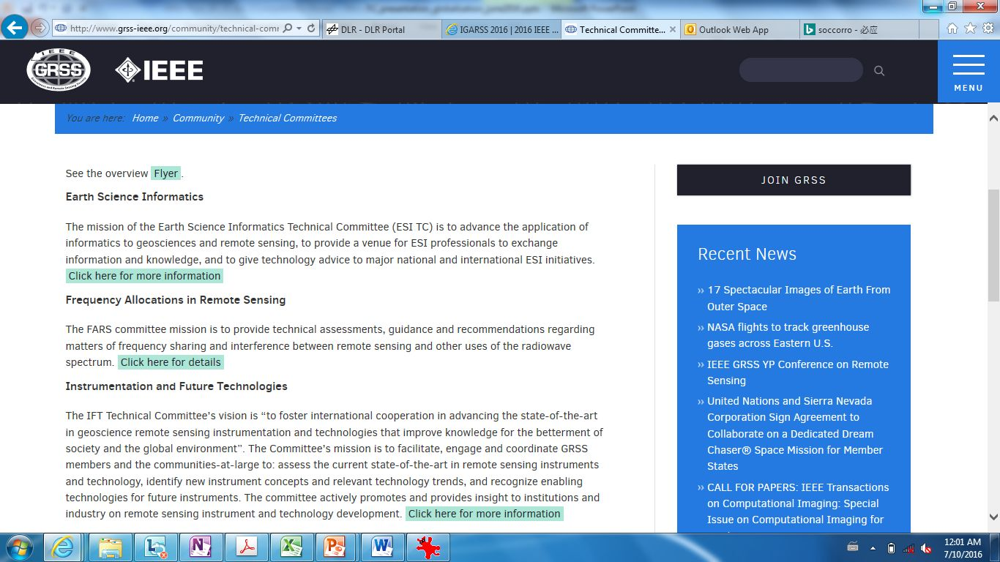 http://www.grss-ieee.org/community/technical-comm
DLR - DLR Portal
IGARSS 2016 | 2016 IEEE ...
Technical Committe...
Outlook Web App
soccorro - 必应
IEEE
GRSS
IEEE
MENU
You are here: Home » Community » Technical Committees
See the overview Flyer.
Earth Science Informatics
The mission of the Earth Science Informatics Technical Committee (ESI TC) is to advance the application of
informatics to geosciences and remote sensing, to provide a venue for ESI professionals to exchange
information and knowledge, and to give technology advice to major national and international ESI initiatives.
Click here for more information
Frequency Allocations in Remote Sensing
The FARS committee mission is to provide technical assessments, guidance and recommendations regarding
matters of frequency sharing and interference between remote sensing and other uses of the radiowave
spectrum. Click here for details
Instrumentation and Future Technologies
The IFT Technical Committee's vision is “to foster international cooperation in advancing the state-of-the-art
in geoscience remote sensing instrumentation and technologies that improve knowledge for the betterment of
society and the global environment”. The Committee's mission is to facilitate, engage and coordinate GRSS
members and the communities-at-large to: assess the current state-of-the-art in remote sensing instruments
and technology, identify new instrument concepts and relevant technology trends, and recognize enabling
technologies for future instruments. The committee actively promotes and provides insight to institutions and
industry on remote sensing instrument and technology development. Click here for more information
JOIN GRSS
Recent News
›› 17 Spectacular Images of Earth From
Outer Space
›› NASA flights to track greenhouse
gases across Eastern U.S.
›› IEEE GRSS YP Conference on Remote
Sensing
›› United Nations and Sierra Nevada
Corporation Sign Agreement to
Collaborate on a Dedicated Dream
Chaser® Space Mission for Member
States
›› CALL FOR PAPERS: IEEE Transactions
on Computational Imaging: Special
Issue on Computational Imaging for
12:01 AM
7/10/2016